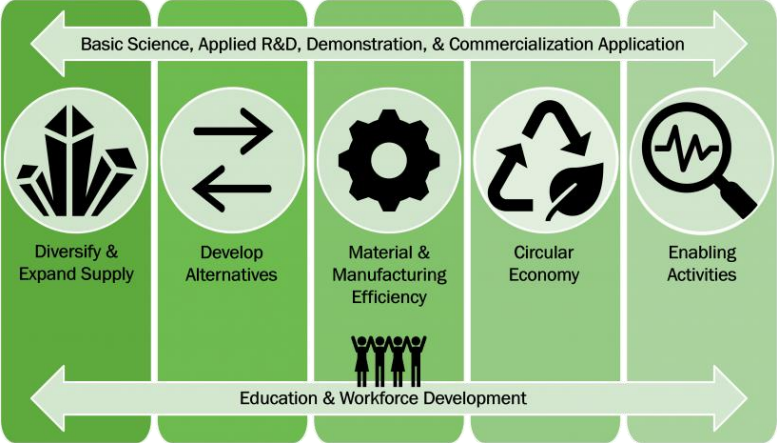 Basic Science, Applied R&D, Demonstration, & Commercialization Application
Diversify &
Expand Supply
Develop
Alternatives
Material &
Manufacturing
Efficiency
Circular
Economy
Enabling
Activities
Education & Workforce Development